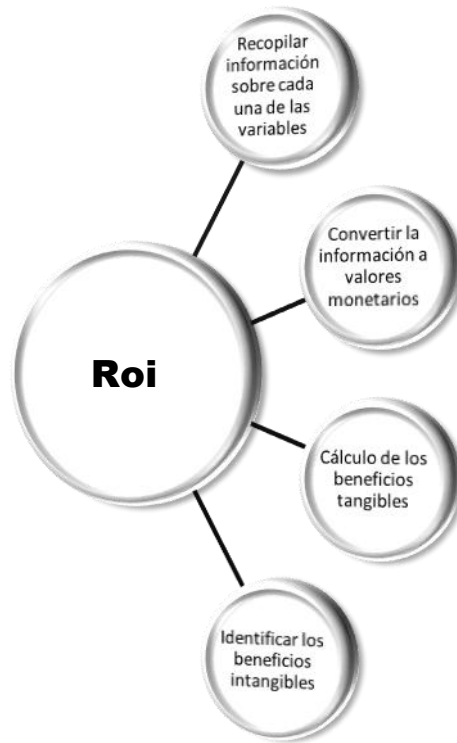 Recopilar
información
sobre cada
una de las
variables
Convertir la
información a
valores
monetarios
Roi
Cálculo de los
beneficios
tangibles
Identificar los
beneficios
intangibles